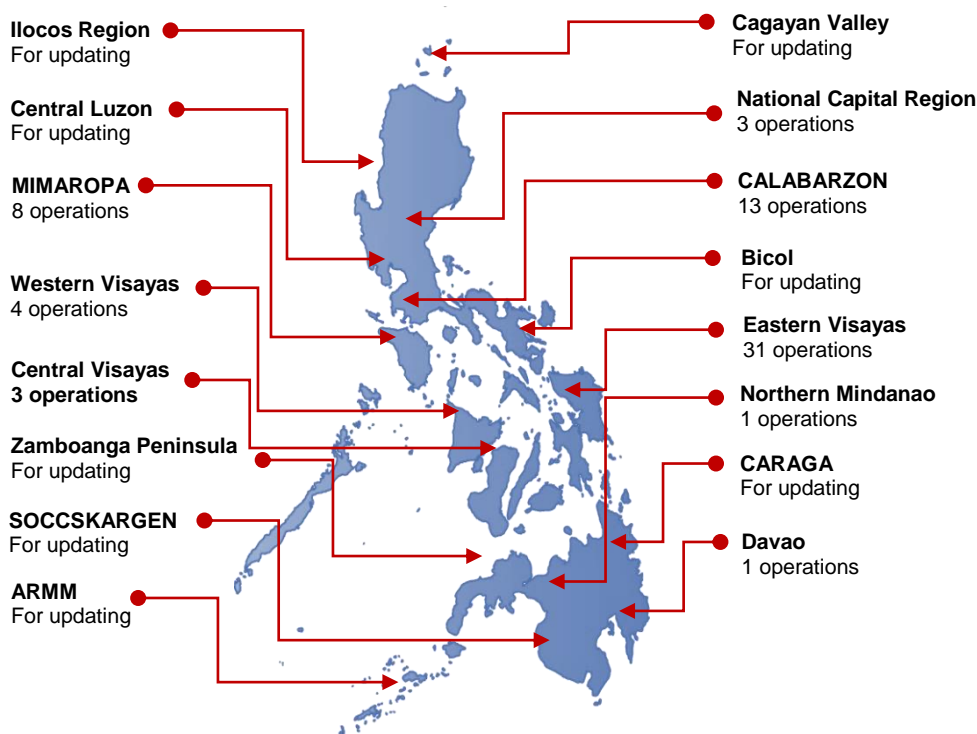 Ilocos Region
For updating
Central Luzon
For updating
MIMAROPA
8 operations
Western Visayas
4 operations
Central Visayas
3 operations
Zamboanga Peninsula
For updating
SOCCSKARGEN
For updating
ARMM
For updating
Cagayan Valley
For updating
National Capital Region
3 operations
CALABARZON
13 operations
Bicol
For updating
Eastern Visayas
31 operations
Northern Mindanao
1 operations
CARAGA
For updating
Davao
1 operations